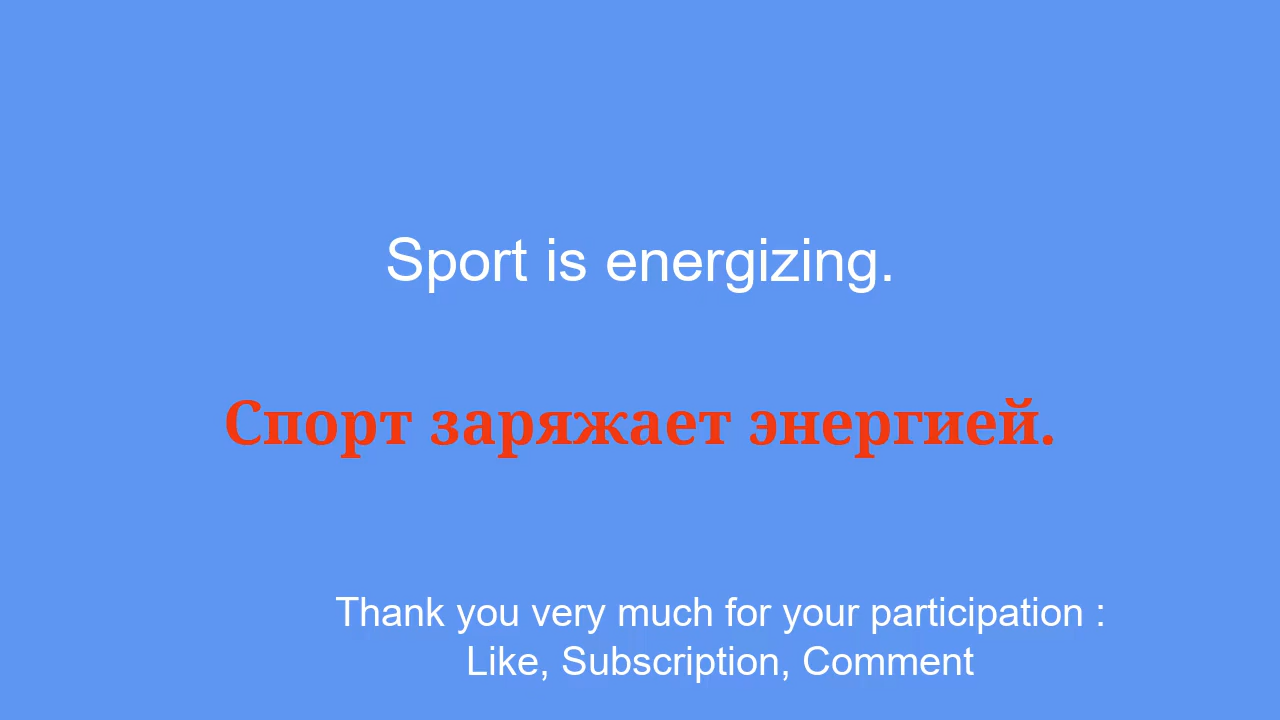 Sport is energizing.
Спорт заряжает энергией.
Thank you very much for your participation :
Like, Subscription, Comment